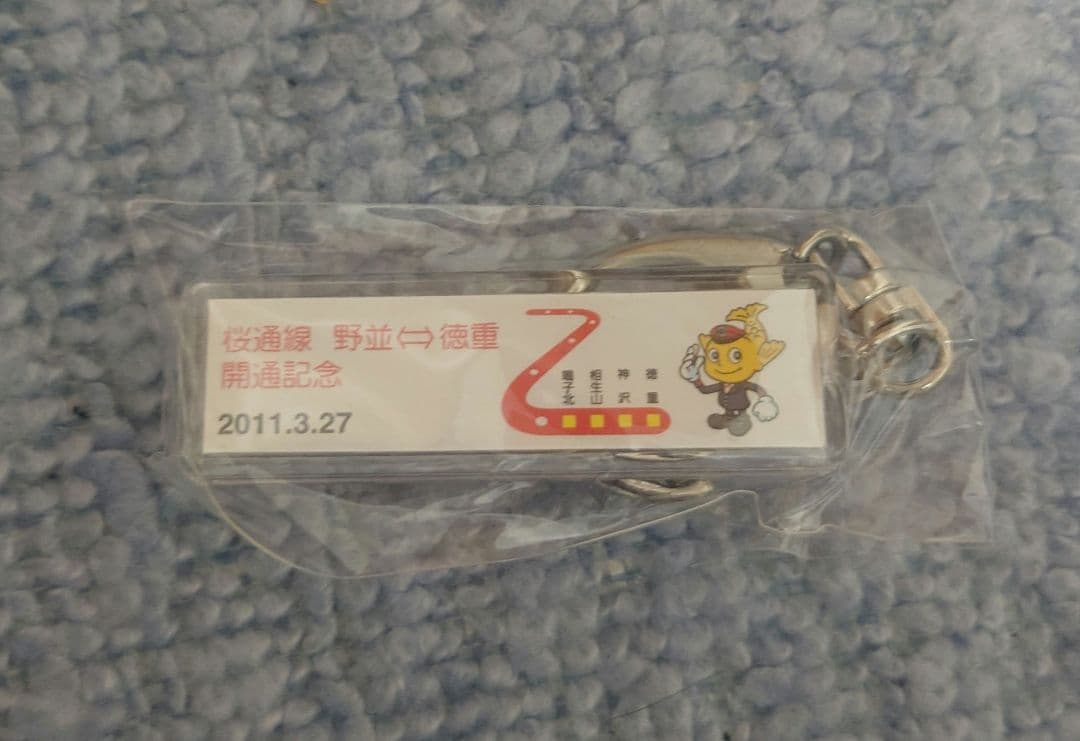 桜通線 野並⇔徳重
開通記念
2011.3.27
鳴子北
相生山
神沢
徳重